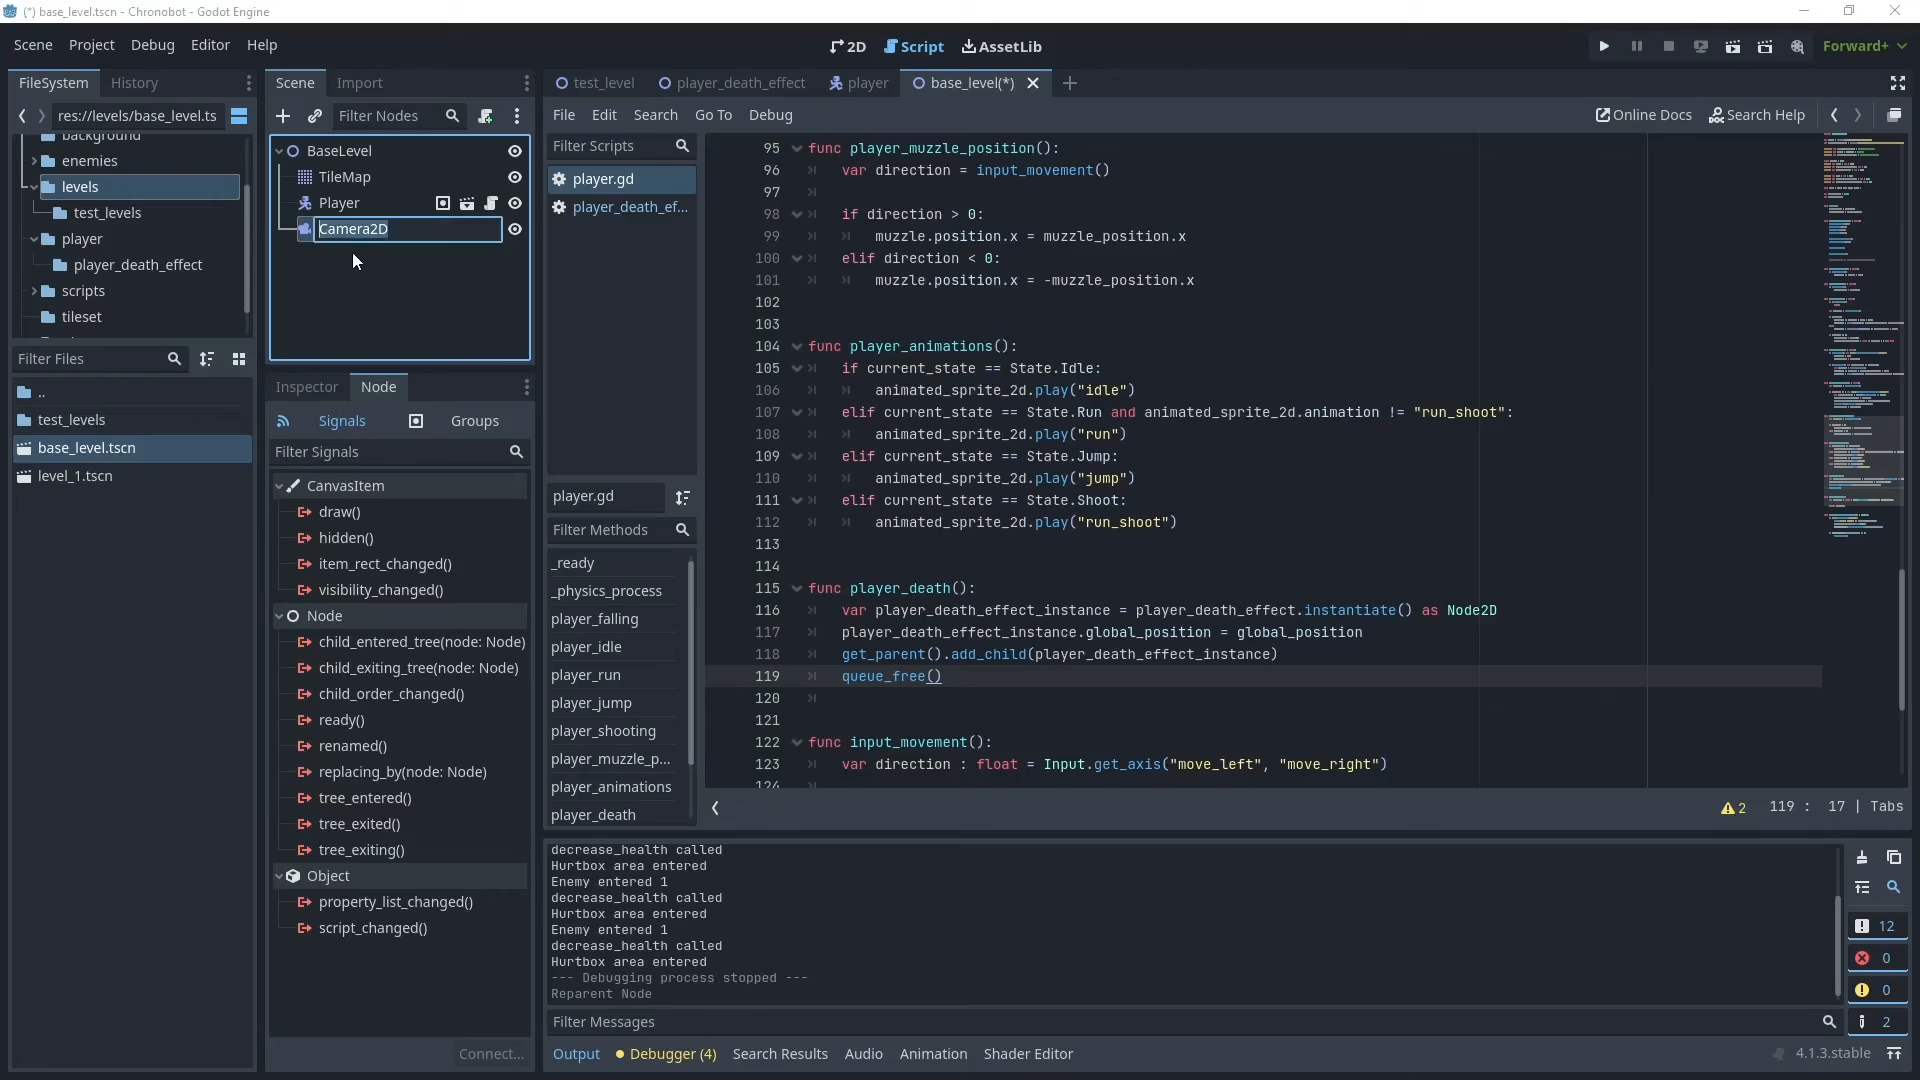 (*) base_level.tscn - Chronobot - Godot Engine
Scene Project Debug Editor Help
2D Script AssetLib
Forward+
FileSystem History
res://levels/base_level.ts
background
enemies
levels
test_levels
player
player_death_effect
scripts
tileset
Filter Files
..
test_levels
base_level.tscn
level_1.tscn
Scene Import
Filter Nodes
BaseLevel
TileMap
Player
Camera2D
Inspector Node
Signals Groups
Filter Signals
CanvasItem
draw()
hidden()
item_rect_changed()
visibility_changed()
Node
child_entered_tree(node: Node)
child_exiting_tree(node: Node)
child_order_changed()
ready()
renamed()
replacing_by(node: Node)
tree_entered()
tree_exited()
tree_exiting()
Object
property_list_changed()
script_changed()
Connect...
test_level player_death_effect player base_level(*)
File Edit Search Go To Debug
Online Docs Search Help
Filter Scripts
player.gd
player_death_ef...
player.gd
Filter Methods
_ready
_physics_process
player_falling
player_idle
player_run
player_jump
player_shooting
player_muzzle_p...
player_animations
player_death
95 func player_muzzle_position():
96 var direction = input_movement()
97
98 if direction > 0:
99 muzzle.position.x = muzzle_position.x
100 elif direction < 0:
101 muzzle.position.x = -muzzle_position.x
102
103
104 func player_animations():
105 if current_state == State.Idle:
106 animated_sprite_2d.play("idle")
107 elif current_state == State.Run and animated_sprite_2d.animation != "run_shoot":
108 animated_sprite_2d.play("run")
109 elif current_state == State.Jump:
110 animated_sprite_2d.play("jump")
111 elif current_state == State.Shoot:
112 animated_sprite_2d.play("run_shoot")
113
114
115 func player_death():
116 var player_death_effect_instance = player_death_effect.instantiate() as Node2D
117 player_death_effect_instance.global_position = global_position
118 get_parent().add_child(player_death_effect_instance)
119 queue_free()
120
121
122 func input_movement():
123 var direction : float = Input.get_axis("move_left", "move_right")
124
2 119 : 17 | Tabs
decrease_health called
Hurtbox area entered
Enemy entered 1
decrease_health called
Hurtbox area entered
Enemy entered 1
decrease_health called
Hurtbox area entered
--- Debugging process stopped ---
Reparent Node
12
0
0
2
Filter Messages
Output Debugger (4) Search Results Audio Animation Shader Editor
4.1.3.stable